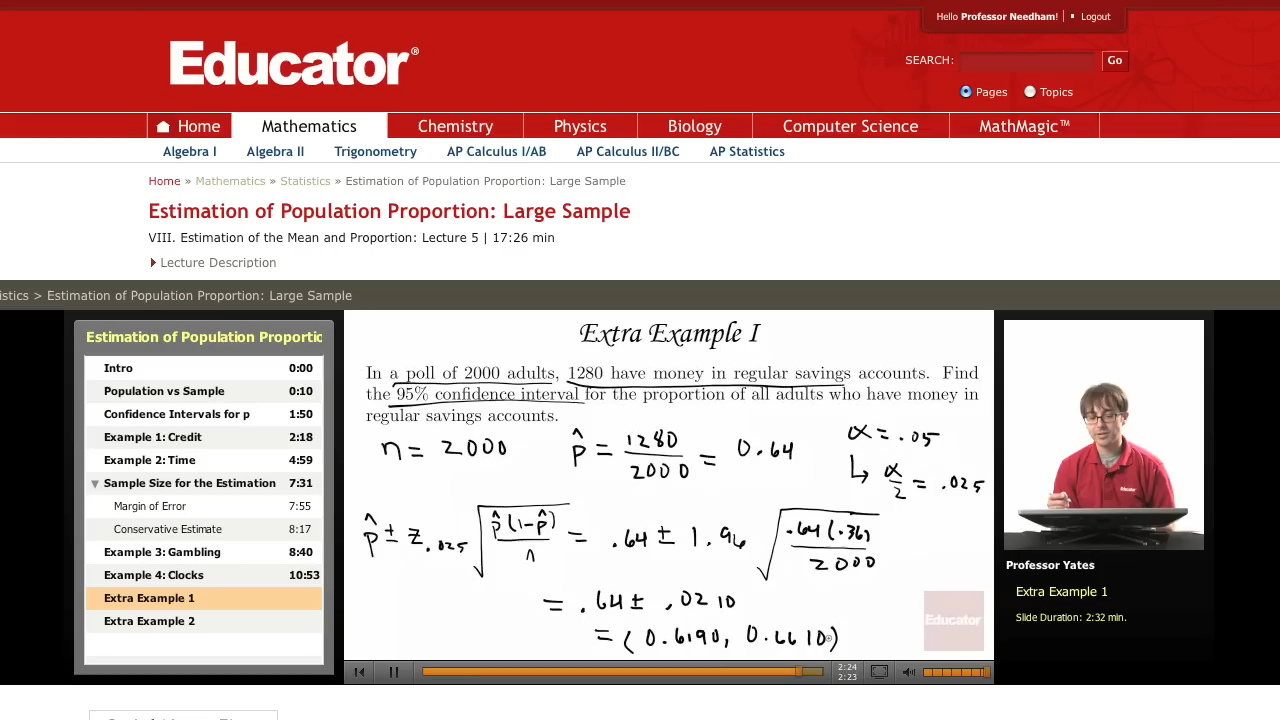 Hello Professor Needham! Logout
Educator®
SEARCH: Go
Pages Topics
Home Mathematics Chemistry Physics Biology Computer Science MathMagic™
Algebra I Algebra II Trigonometry AP Calculus I/AB AP Calculus II/BC AP Statistics
Home » Mathematics » Statistics » Estimation of Population Proportion: Large Sample
Estimation of Population Proportion: Large Sample
VIII. Estimation of the Mean and Proportion: Lecture 5 | 17:26 min
Lecture Description
istics > Estimation of Population Proportion: Large Sample
Estimation of Population Proportic
Intro 0:00
Population vs Sample 0:10
Confidence Intervals for p 1:50
Example 1: Credit 2:18
Example 2: Time 4:59
Sample Size for the Estimation 7:31
Margin of Error 7:55
Conservative Estimate 8:17
Example 3: Gambling 8:40
Example 4: Clocks 10:53
Extra Example 1
Extra Example 2
Extra Example I
In a poll of 2000 adults, 1280 have money in regular savings accounts. Find
the 95% confidence interval for the proportion of all adults who have money in
regular savings accounts.
n = 2000 p̂ = 1280/2000 = 0.64 α = .05
↳ α/2 = .025
p̂ ± z.025 √(p̂(1-p̂)/n) = .64 ± 1.96 √(.64(.36)/2000)
= .64 ± .0210
= (0.6190, 0.6610)
Educator
2:24
2:23
Educator
Professor Yates
Extra Example 1
Slide Duration: 2:32 min.